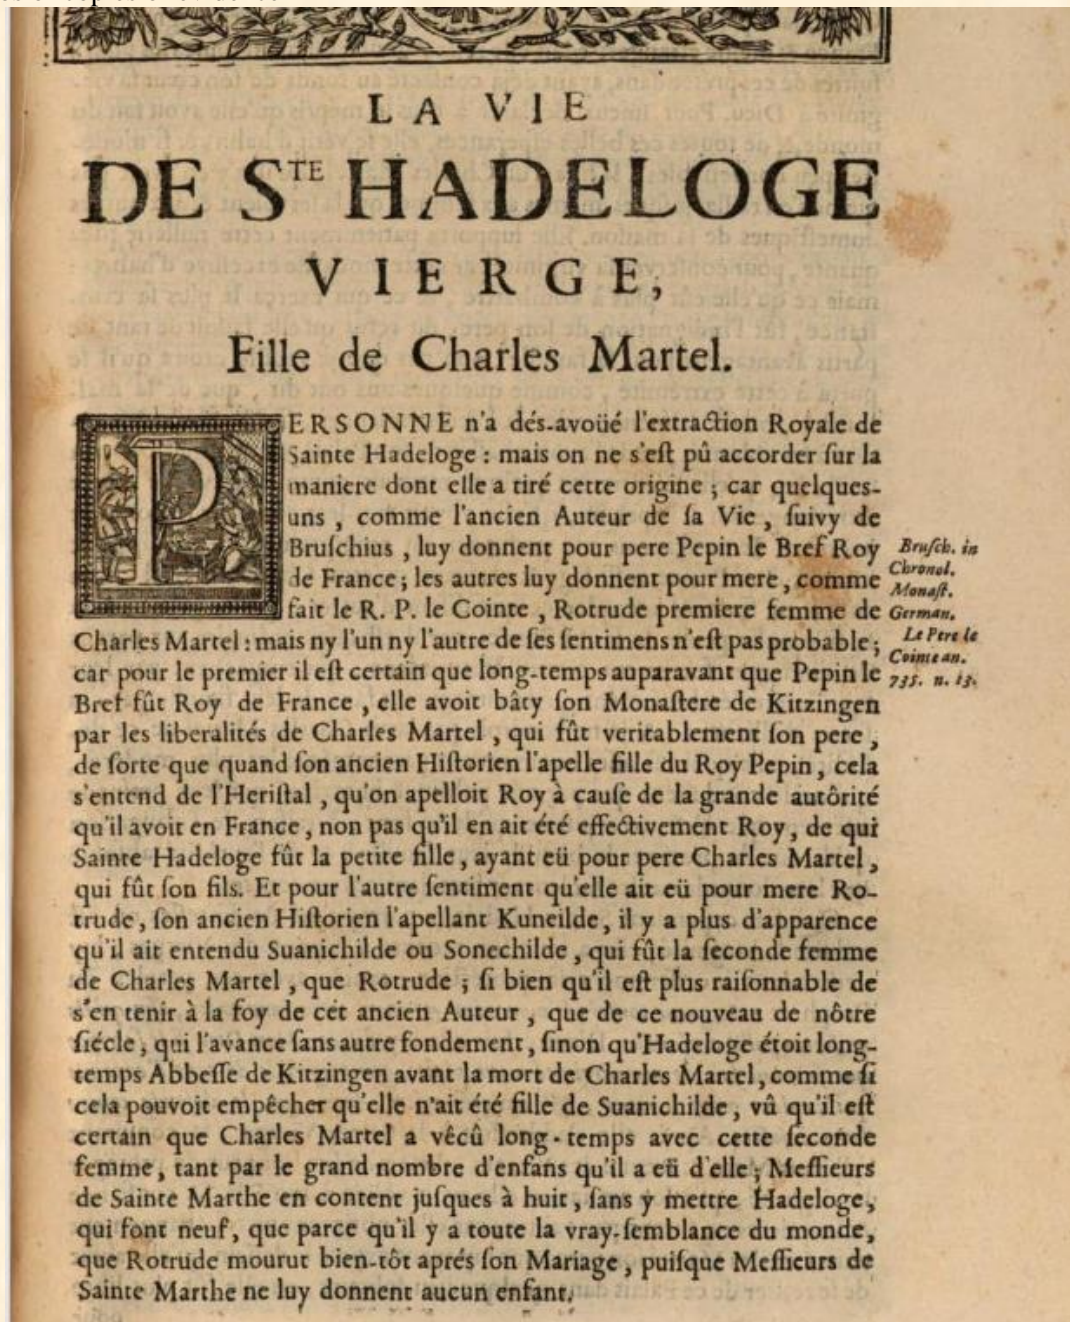 LA VIE
DE STE HADELOGE
VIERGE,
Fille de Charles Martel.
PERSONNE n'a dés-avoüé l'extraction Royale de
Sainte Hadeloge : mais on ne s'eſt pû accorder ſur la
maniere dont elle a tiré cette origine ; car quelques-
uns , comme l'ancien Auteur de ſa Vie , ſuivy de
Bruſchius , luy donnent pour pere Pepin le Bref Roy
de France ; les autres luy donnent pour mere , comme
fait le R. P. le Cointe , Rotrude premiere femme de
Charles Martel : mais ny l'un ny l'autre de ſes ſentimens n'eſt pas probable ;
car pour le premier il eſt certain que long-temps auparavant que Pepin le
Bref fût Roy de France , elle avoit bâty ſon Monaſtere de Kitzingen
par les liberalités de Charles Martel , qui fût veritablement ſon pere ,
de ſorte que quand ſon ancien Hiſtorien l'apelle fille du Roy Pepin , cela
s'entend de l'Heriſtal , qu'on apelloit Roy à cauſe de la grande autôrité
qu'il avoit en France , non pas qu'il en ait été effectivement Roy , de qui
Sainte Hadeloge fût la petite fille , ayant eü pour pere Charles Martel ,
qui fût ſon fils. Et pour l'autre ſentiment qu'elle ait eü pour mere Ro-
trude , ſon ancien Hiſtorien l'apellant Kuneilde , il y a plus d'apparence
qu'il ait entendu Suanichilde ou Sonechilde , qui fût la ſeconde femme
de Charles Martel , que Rotrude ; ſi bien qu'il eſt plus raiſonnable de
s'en tenir à la foy de cét ancien Auteur , que de ce nouveau de nôtre
ſiécle , qui l'avance ſans autre fondement , ſinon qu'Hadeloge étoit long-
temps Abbeſſe de Kitzingen avant la mort de Charles Martel , comme ſi
cela pouvoit empêcher qu'elle n'ait été fille de Suanichilde , vû qu'il eſt
certain que Charles Martel a vêcû long-temps avec cette ſeconde
femme , tant par le grand nombre d'enfans qu'il a eü d'elle ; Meſſieurs
de Sainte Marthe en content juſques à huit , ſans y mettre Hadeloge ,
qui font neuf , que parce qu'il y a toute la vray-ſemblance du monde ,
que Rotrude mourut bien-tôt aprés ſon Mariage , puiſque Meſſieurs de
Sainte Marthe ne luy donnent aucun enfant.
Bruſch. in
Chronol.
Monaſt.
German.
Le Pere le
Cointe an.
735. n. 13.